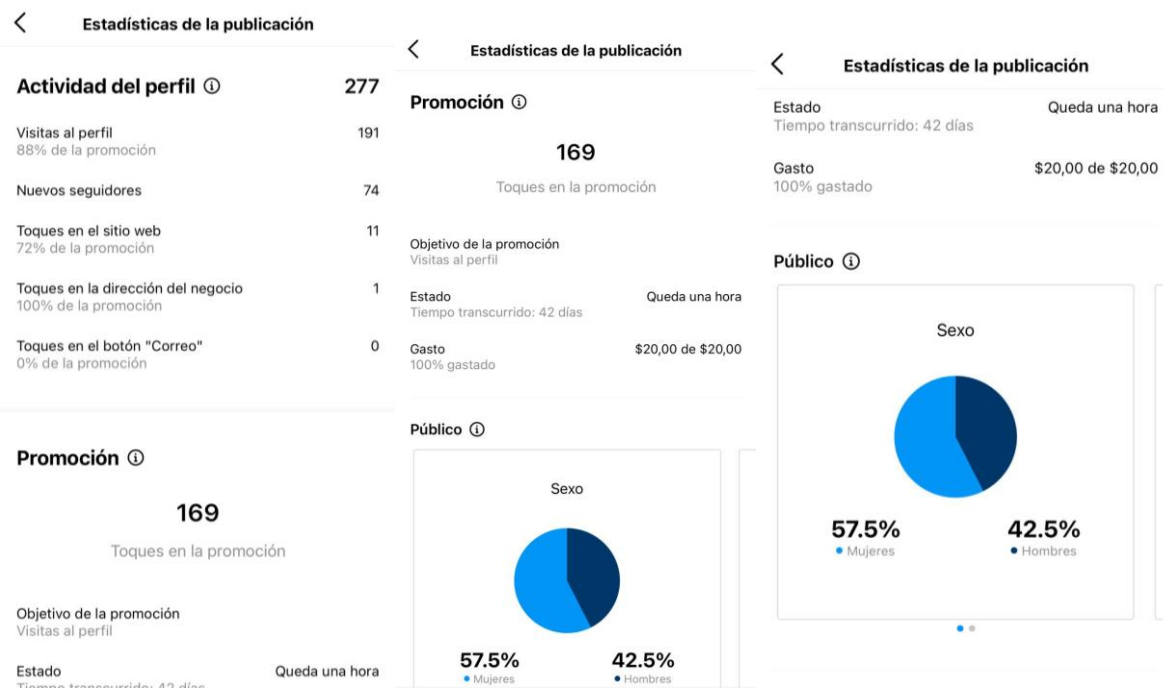 Estadísticas de la publicación
Actividad del perfil 277
Visitas al perfil 191
88% de la promoción
Nuevos seguidores 74
Toques en el sitio web 11
72% de la promoción
Toques en la dirección del negocio 1
100% de la promoción
Toques en el botón "Correo" 0
0% de la promoción
Promoción
169
Toques en la promoción
Objetivo de la promoción
Visitas al perfil
Estado Queda una hora
Tiempo transcurrido: 42 días
Estadísticas de la publicación
Promoción
169
Toques en la promoción
Objetivo de la promoción
Visitas al perfil
Estado Queda una hora
Tiempo transcurrido: 42 días
Gasto $20,00 de $20,00
100% gastado
Público
Sexo
57.5% 42.5%
Mujeres Hombres
Estadísticas de la publicación
Estado Queda una hora
Tiempo transcurrido: 42 días
Gasto $20,00 de $20,00
100% gastado
Público
Sexo
57.5% 42.5%
Mujeres Hombres